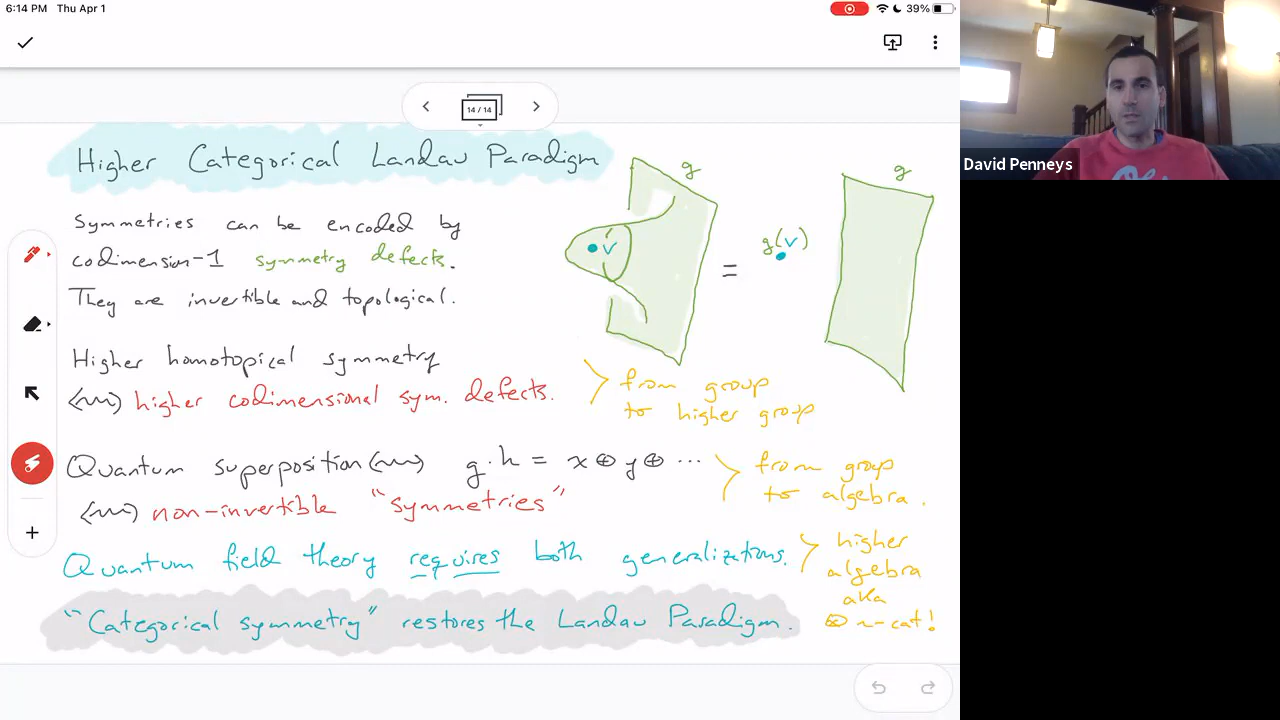 6:14 PM Thu Apr 1
39%
14 / 14
Higher Categorical Landau Paradigm
Symmetries can be encoded by
codimension-1 symmetry defects.
They are invertible and topological.
g
v
=
g(v)
g
Higher homotopical symmetry
<~~> higher codimensional sym. defects.
> from group
to higher group
Quantum superposition <~~> g·h = x⊕y⊕ ···
<~~> non-invertible "symmetries"
> from group
to algebra.
Quantum field theory requires both generalizations.
> higher
algebra
aka
⊗ n-cat!
"Categorical symmetry" restores the Landau Paradigm.
David Penneys